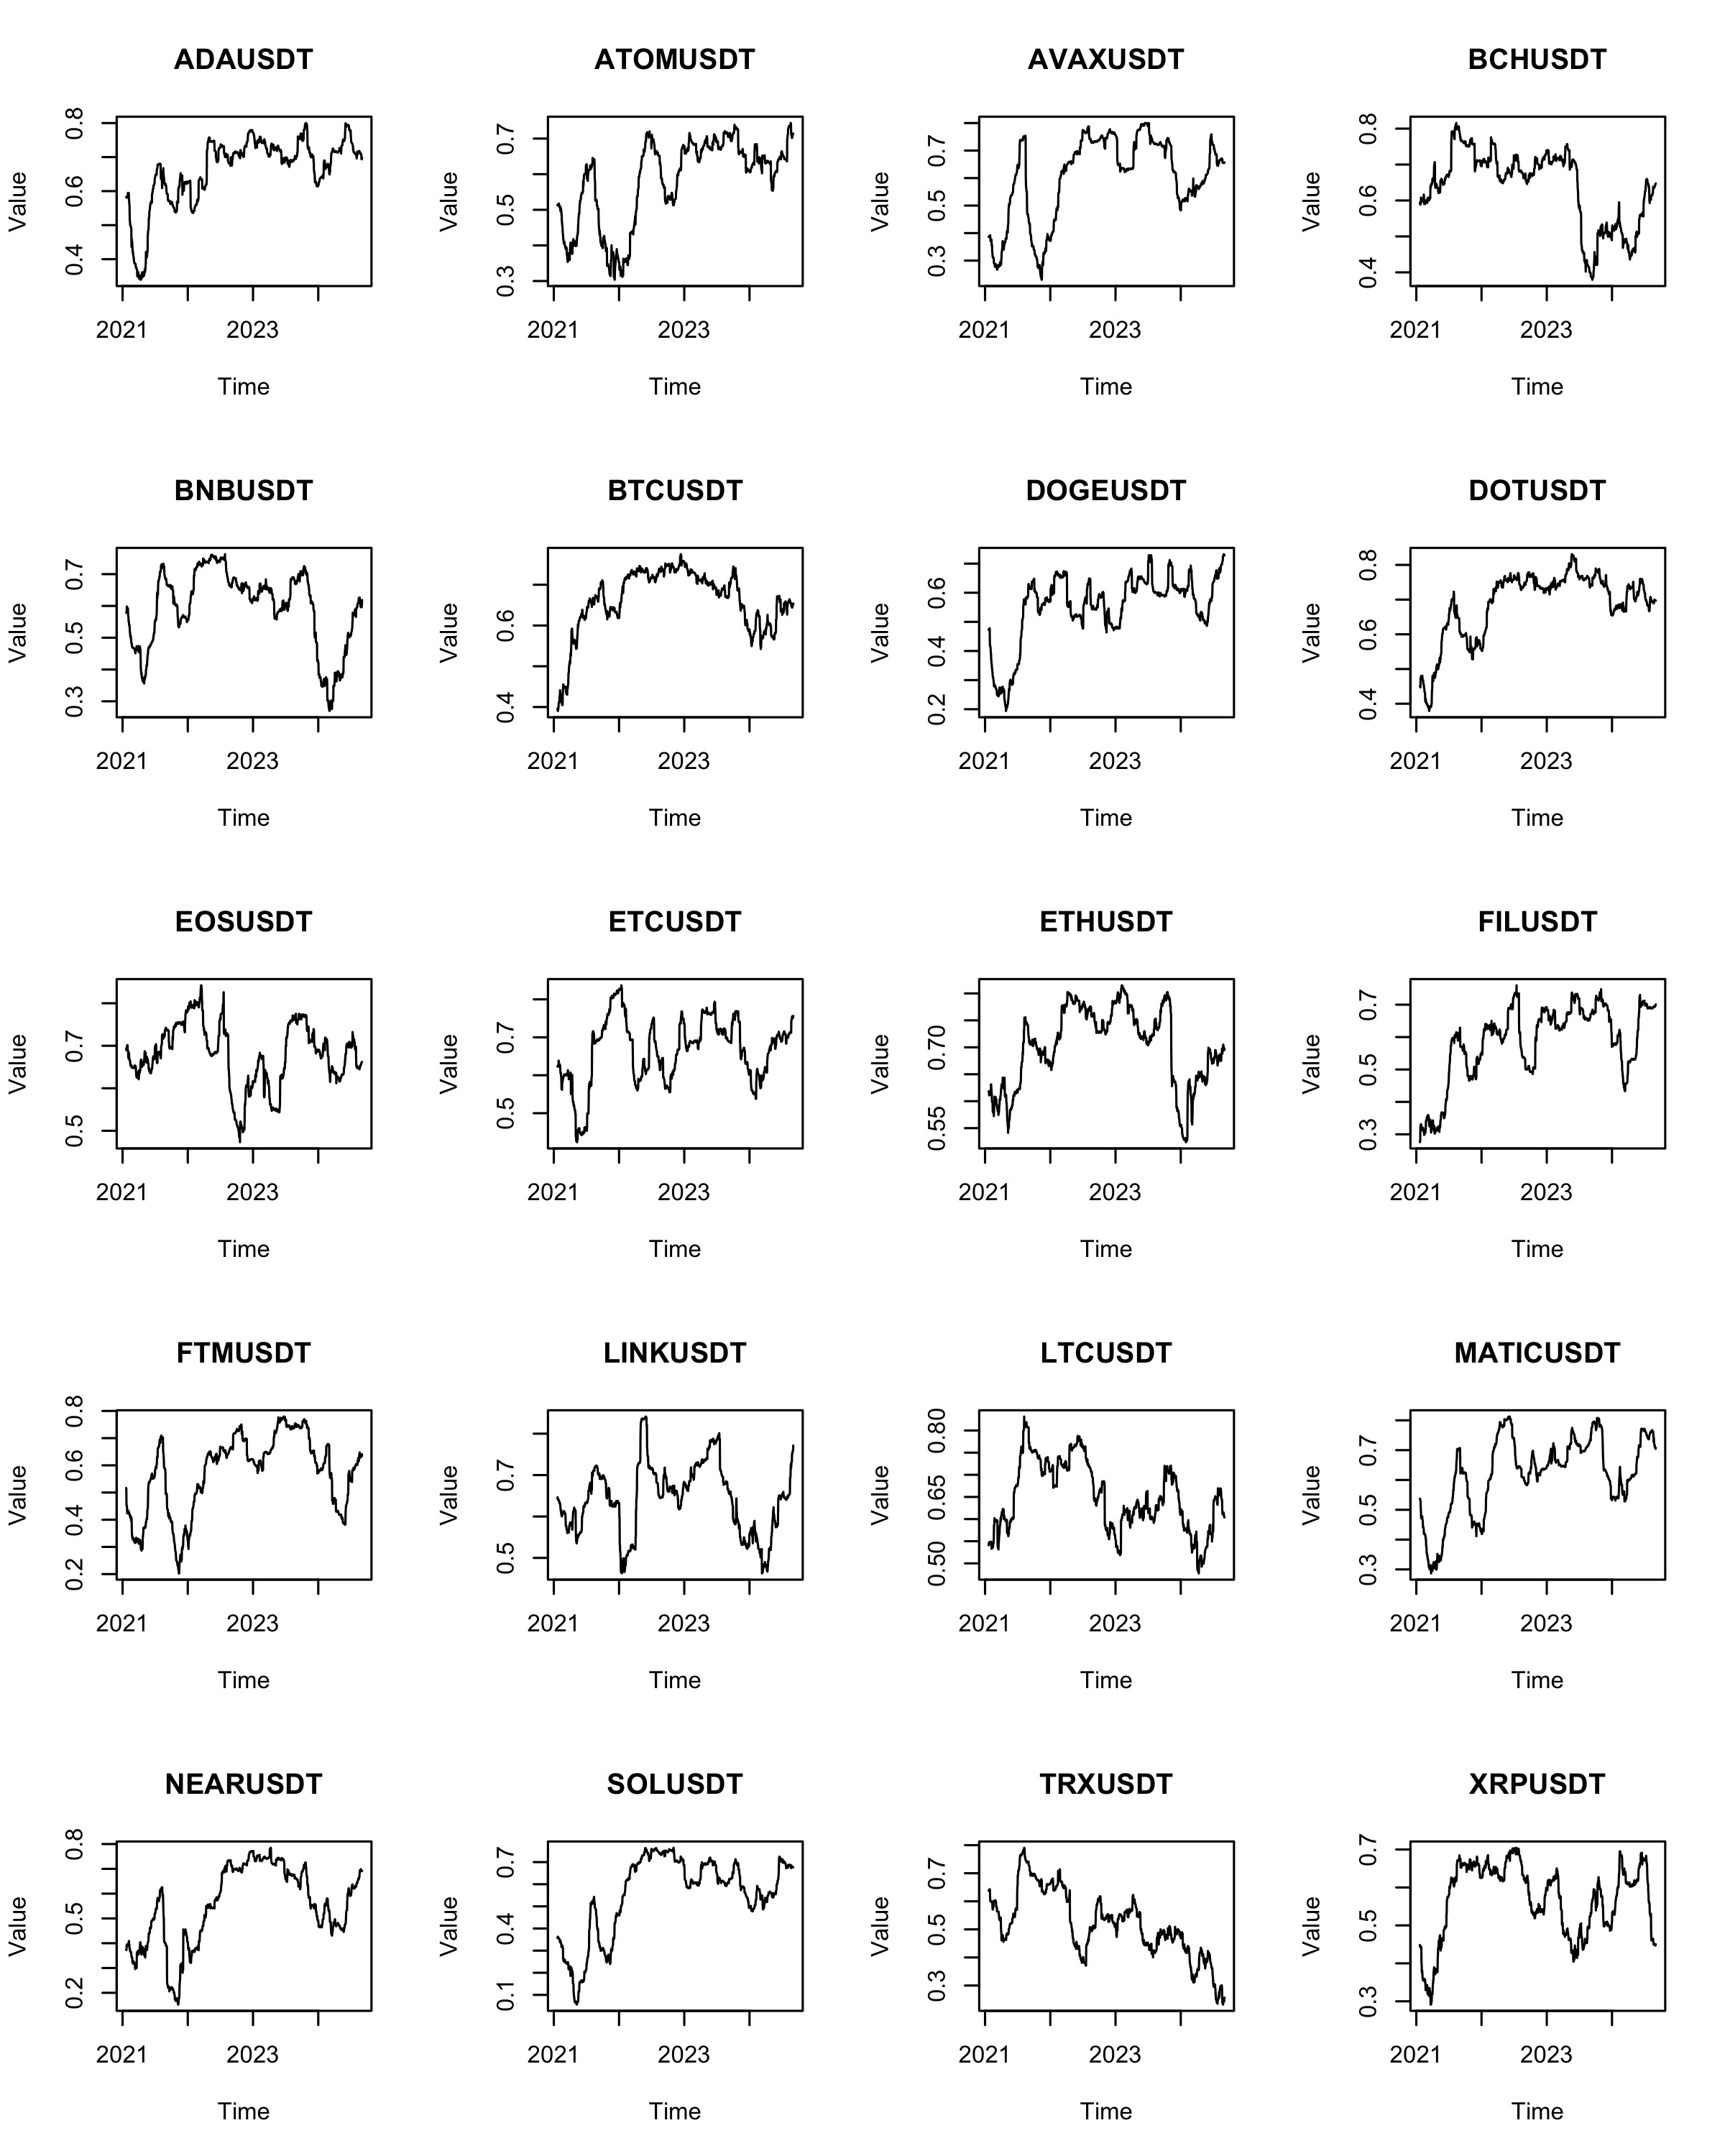 ADAUSDT ATOMUSDT AVAXUSDT BCHUSDT
Value 0.4 0.6 0.8 Value 0.3 0.5 0.7 Value 0.3 0.5 0.7 Value 0.4 0.6 0.8
2021 2023 2021 2023 2021 2023 2021 2023
Time Time Time Time
BNBUSDT BTCUSDT DOGEUSDT DOTUSDT
Value 0.3 0.5 0.7 Value 0.4 0.6 Value 0.2 0.4 0.6 Value 0.4 0.6 0.8
2021 2023 2021 2023 2021 2023 2021 2023
Time Time Time Time
EOSUSDT ETCUSDT ETHUSDT FILUSDT
Value 0.5 0.7 Value 0.5 0.7 Value 0.55 0.70 Value 0.3 0.5 0.7
2021 2023 2021 2023 2021 2023 2021 2023
Time Time Time Time
FTMUSDT LINKUSDT LTCUSDT MATICUSDT
Value 0.2 0.4 0.6 0.8 Value 0.5 0.7 Value 0.50 0.65 0.80 Value 0.3 0.5 0.7
2021 2023 2021 2023 2021 2023 2021 2023
Time Time Time Time
NEARUSDT SOLUSDT TRXUSDT XRPUSDT
Value 0.2 0.5 0.8 Value 0.1 0.4 0.7 Value 0.3 0.5 0.7 Value 0.3 0.5 0.7
2021 2023 2021 2023 2021 2023 2021 2023
Time Time Time Time